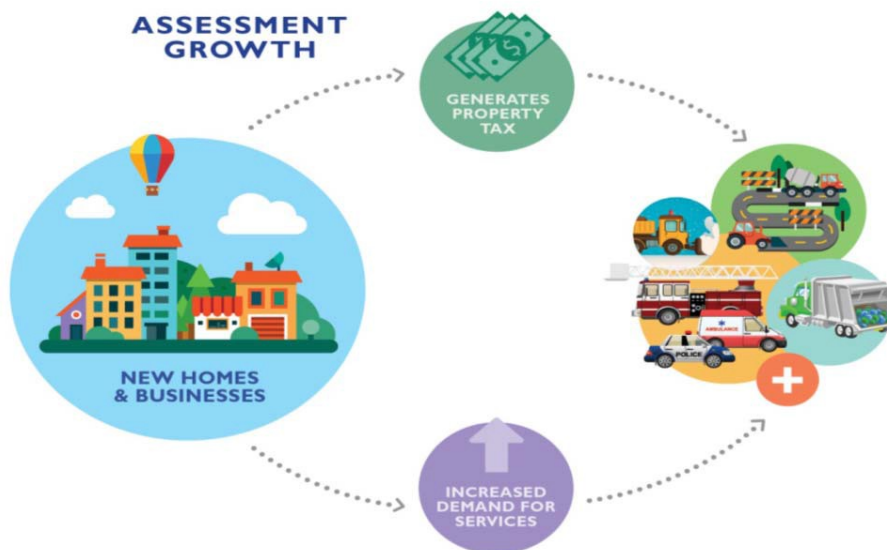 ASSESSMENT
GROWTH
GENERATES
PROPERTY
TAX
NEW HOMES
& BUSINESSES
AMBULANCE
POLICE
INCREASED
DEMAND FOR
SERVICES